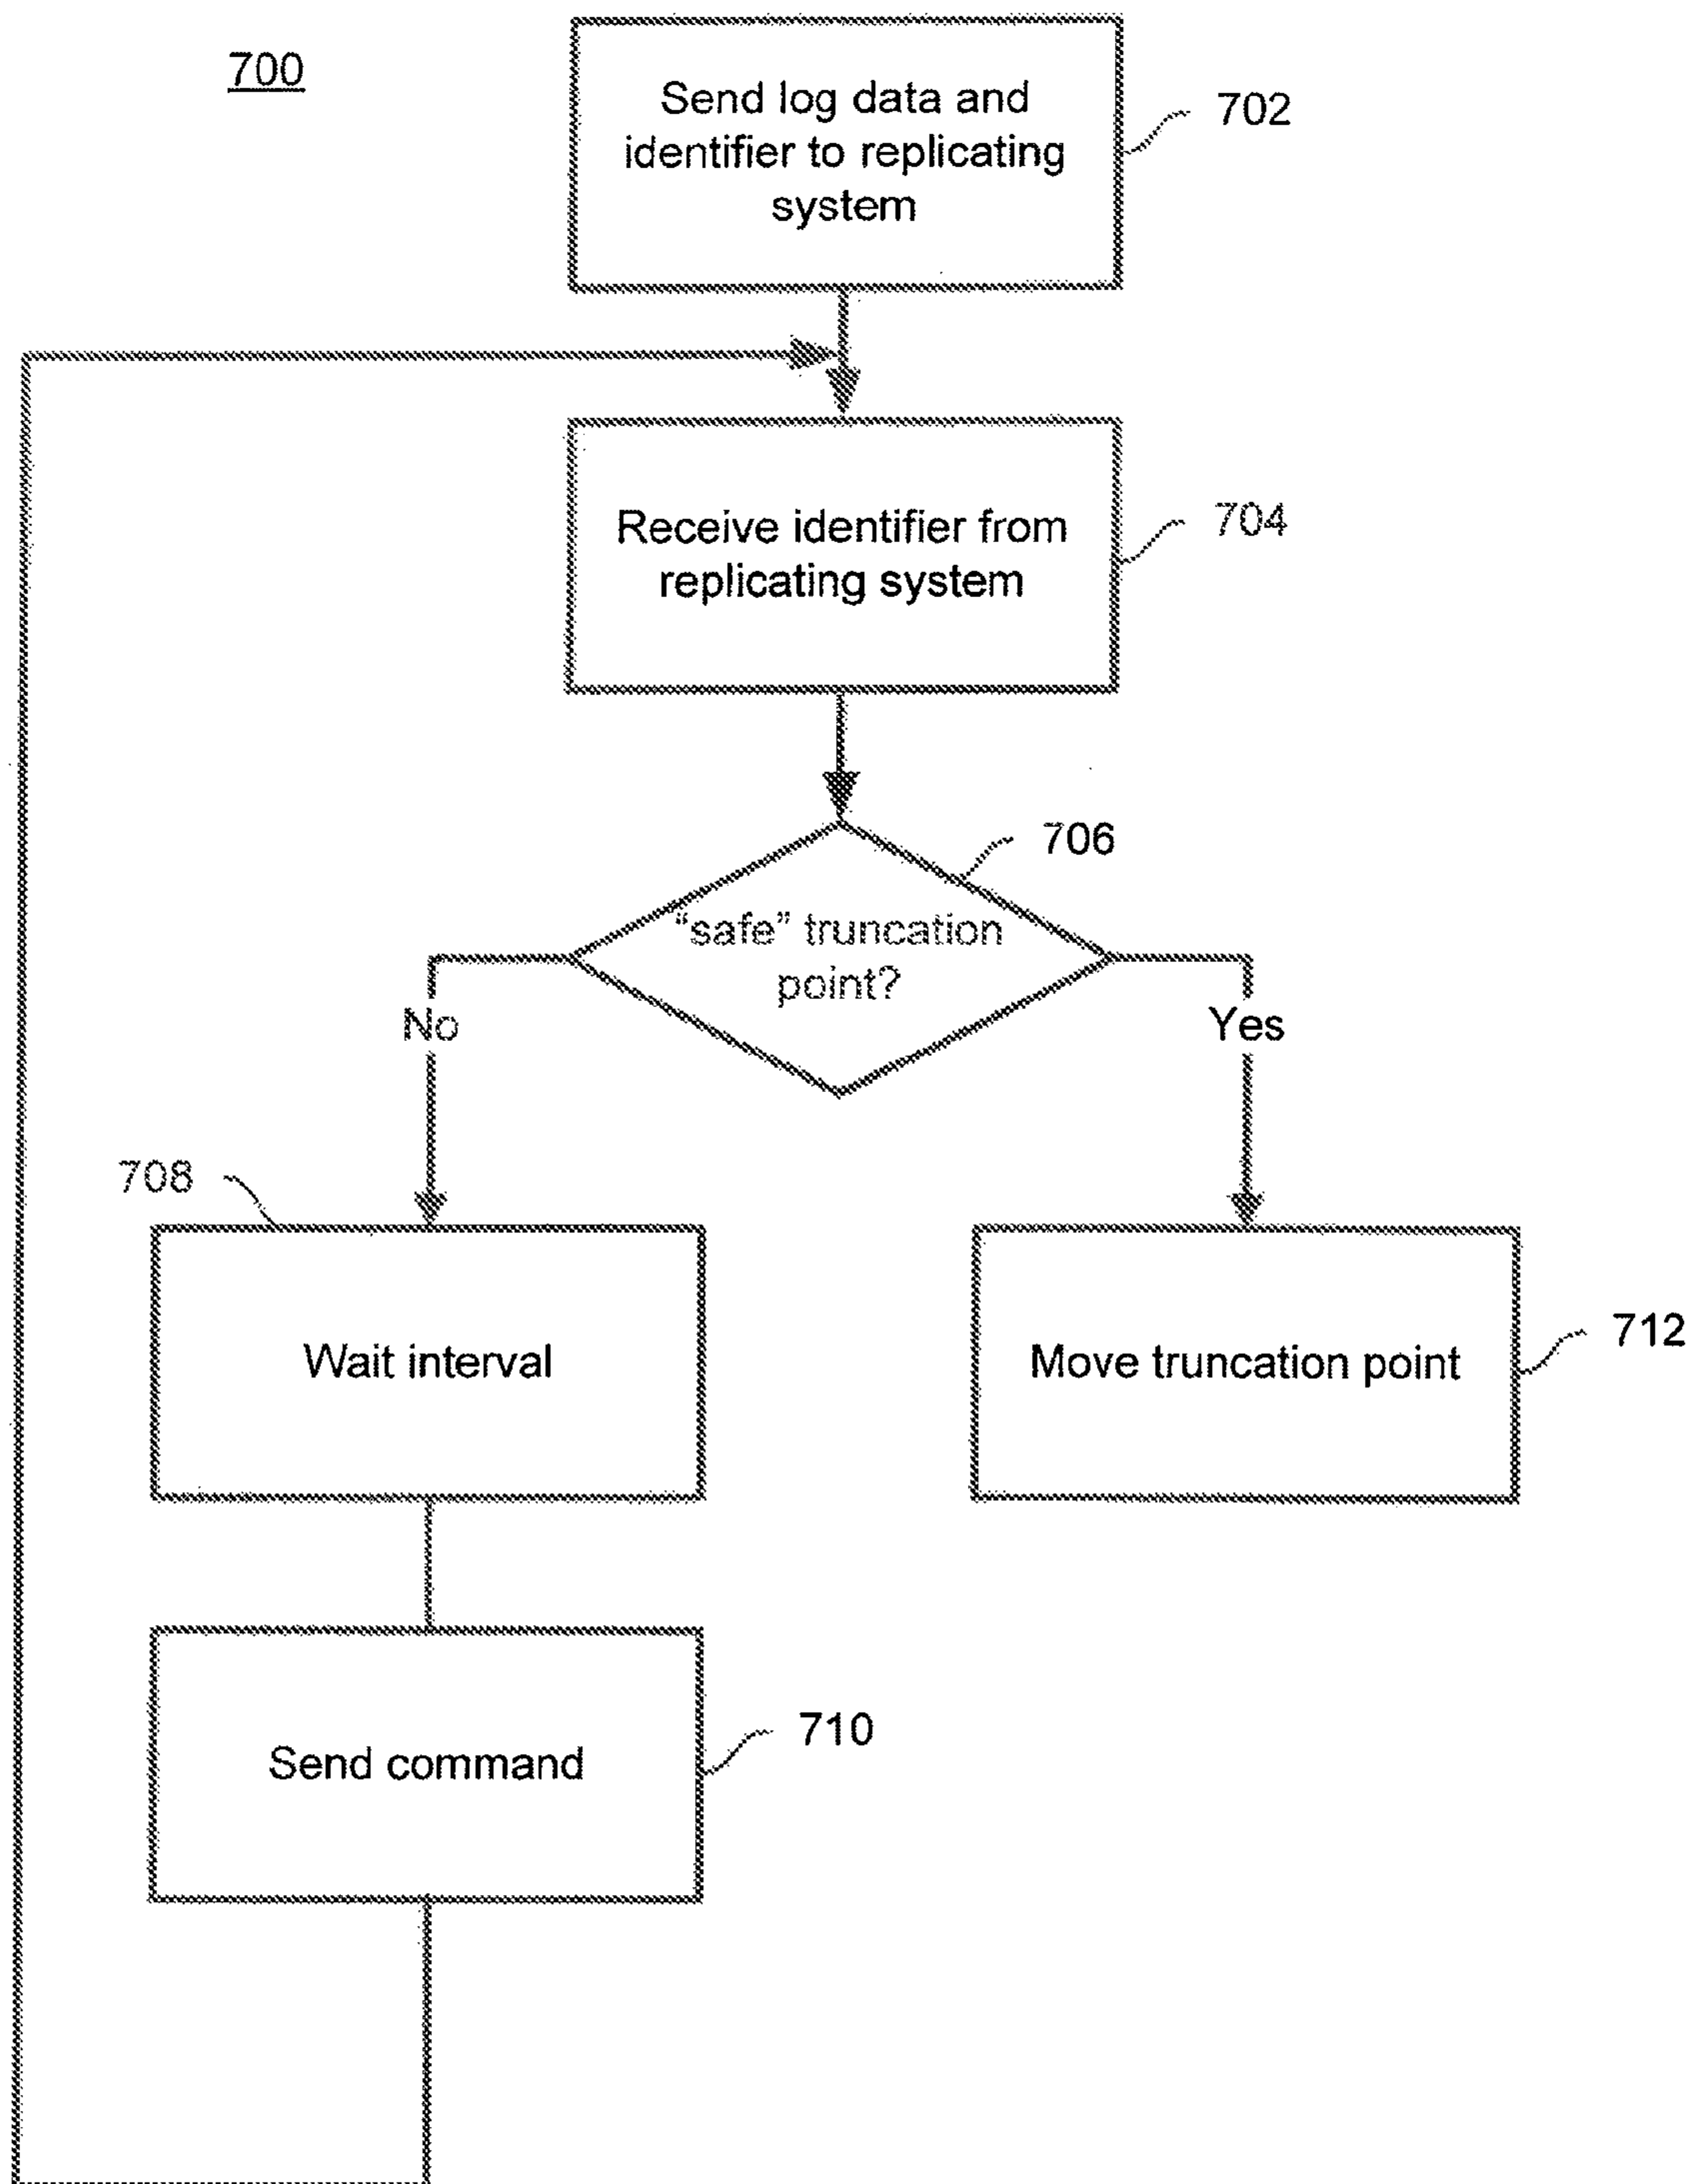 700
Send log data and
identifier to replicating
system
702
Receive identifier from
replicating system
704
706
“safe” truncation
point?
No
Yes
708
Wait interval
Move truncation point
712
Send command
710